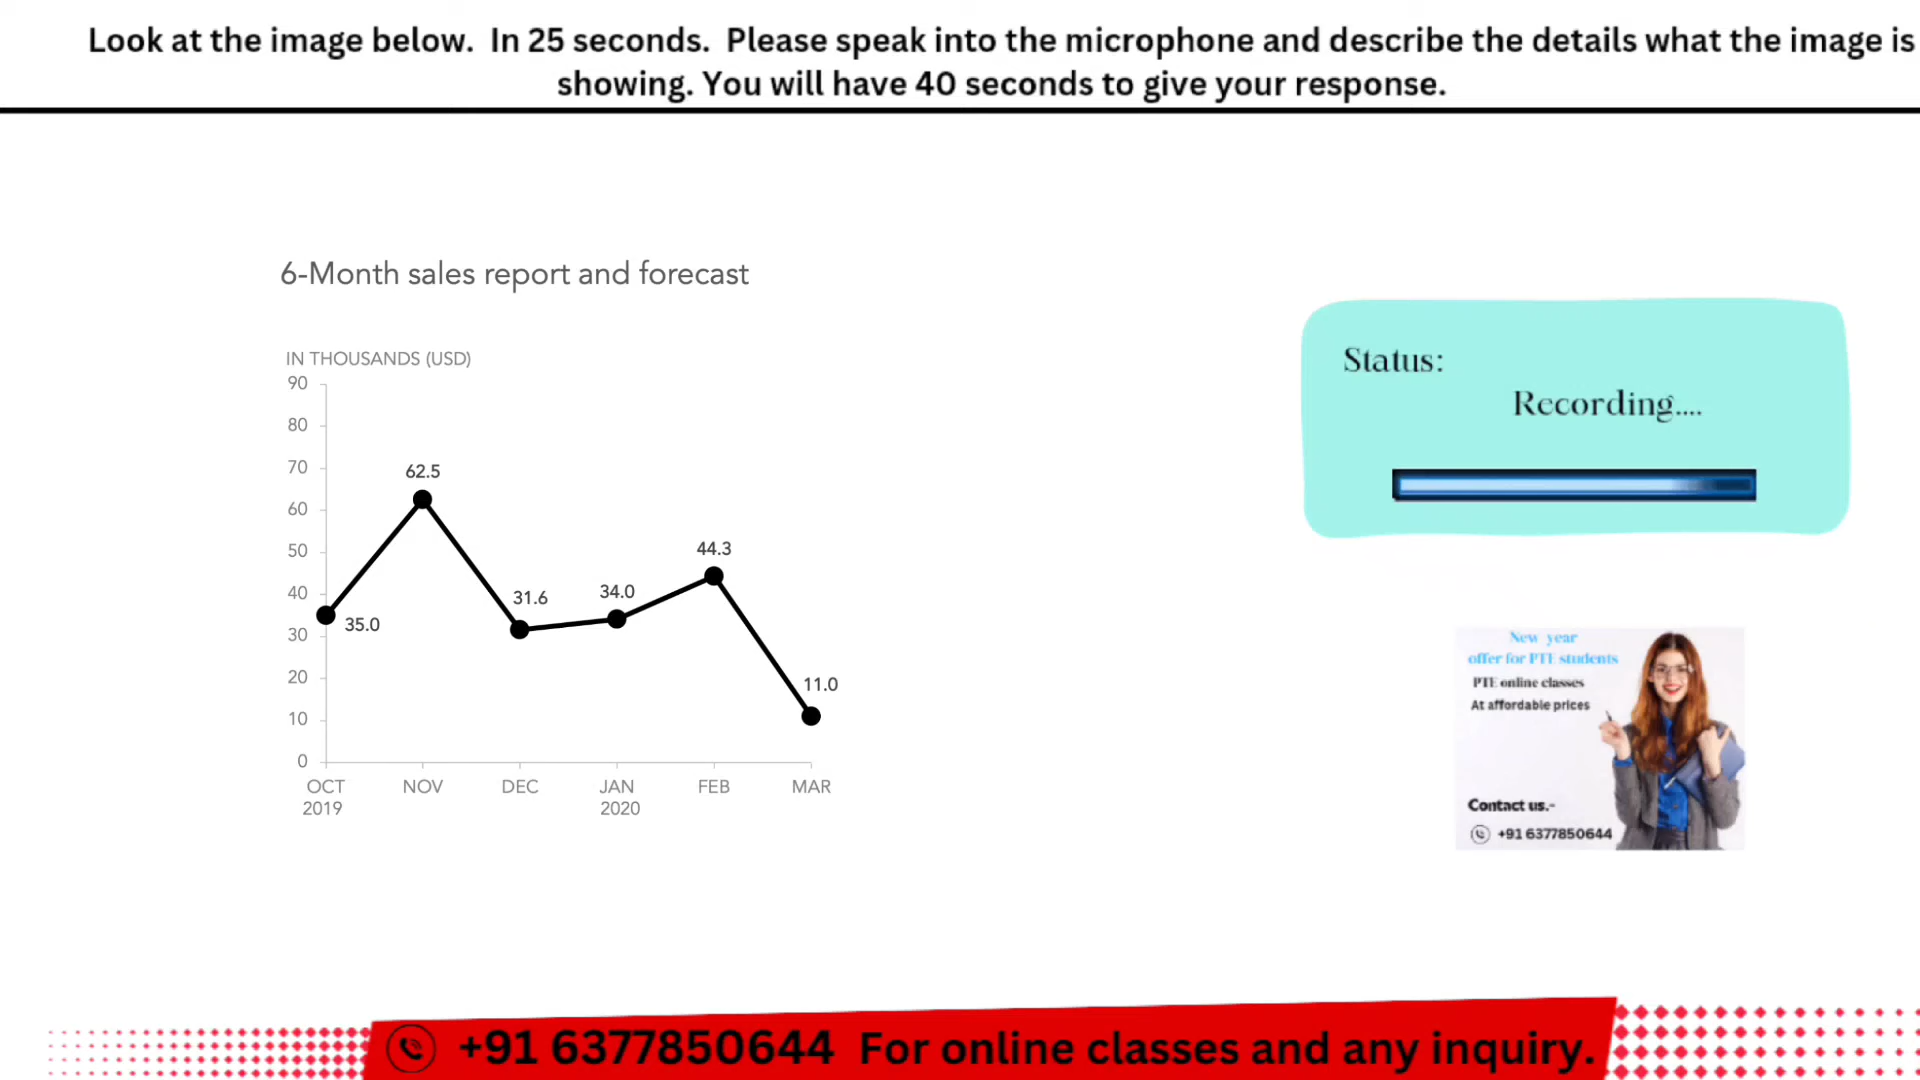 Look at the image below.  In 25 seconds.  Please speak into the microphone and describe the details what the image is
showing. You will have 40 seconds to give your response.
6-Month sales report and forecast
IN THOUSANDS (USD)
90
80
70
60
50
40
30
20
10
0
35.0
62.5
31.6
34.0
44.3
11.0
OCT NOV DEC JAN FEB MAR
2019 2020
Status:
Recording....
New year
offer for PTE students
PTE online classes
At affordable prices
Contact us.-
+91 6377850644
+91 6377850644 For online classes and any inquiry.